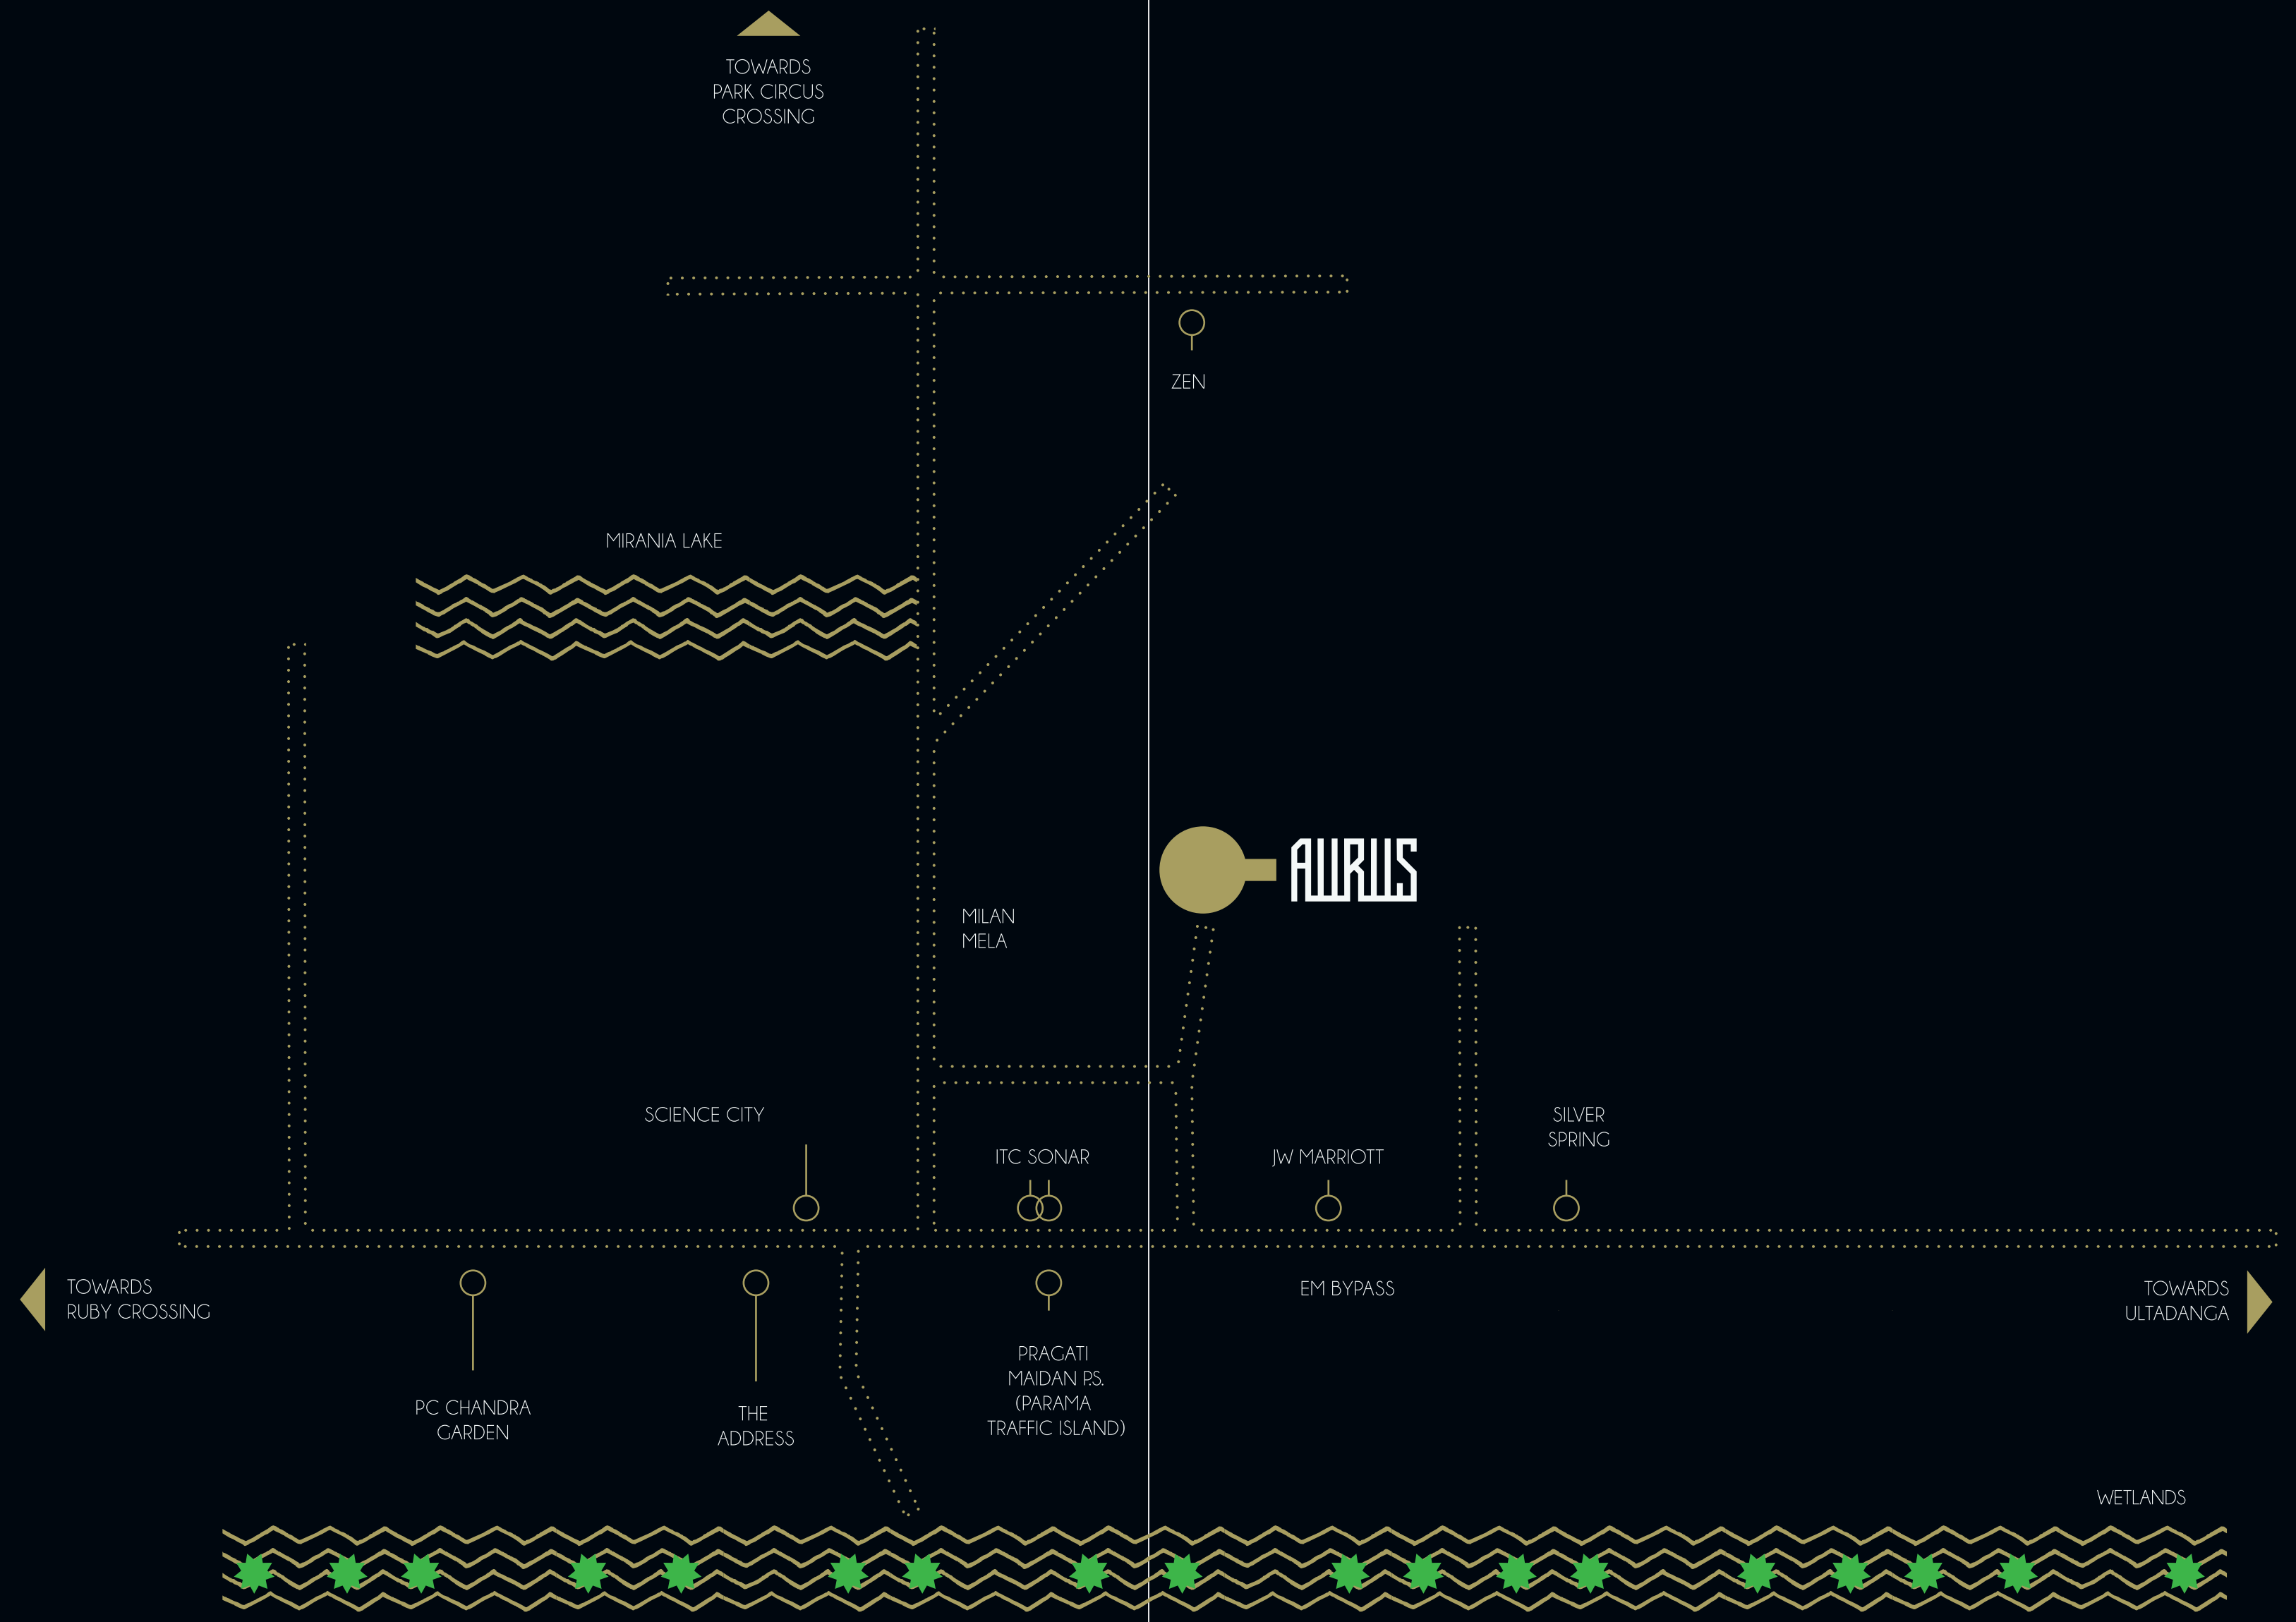 TOWARDS
PARK CIRCUS
CROSSING
ZEN
MIRANIA LAKE
AURUS
MILAN
MELA
SCIENCE CITY
ITC SONAR
JW MARRIOTT
SILVER
SPRING
TOWARDS
RUBY CROSSING
EM BYPASS
TOWARDS
ULTADANGA
PC CHANDRA
GARDEN
THE
ADDRESS
PRAGATI
MAIDAN P.S.
(PARAMA
TRAFFIC ISLAND)
WETLANDS